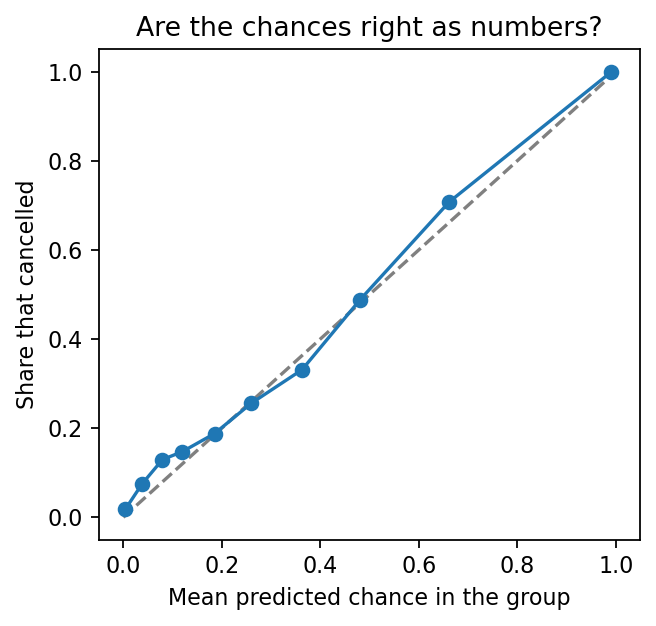 Are the chances right as numbers?
1.0
0.8
0.6
0.4
0.2
0.0
Share that cancelled
0.0 0.2 0.4 0.6 0.8 1.0
Mean predicted chance in the group